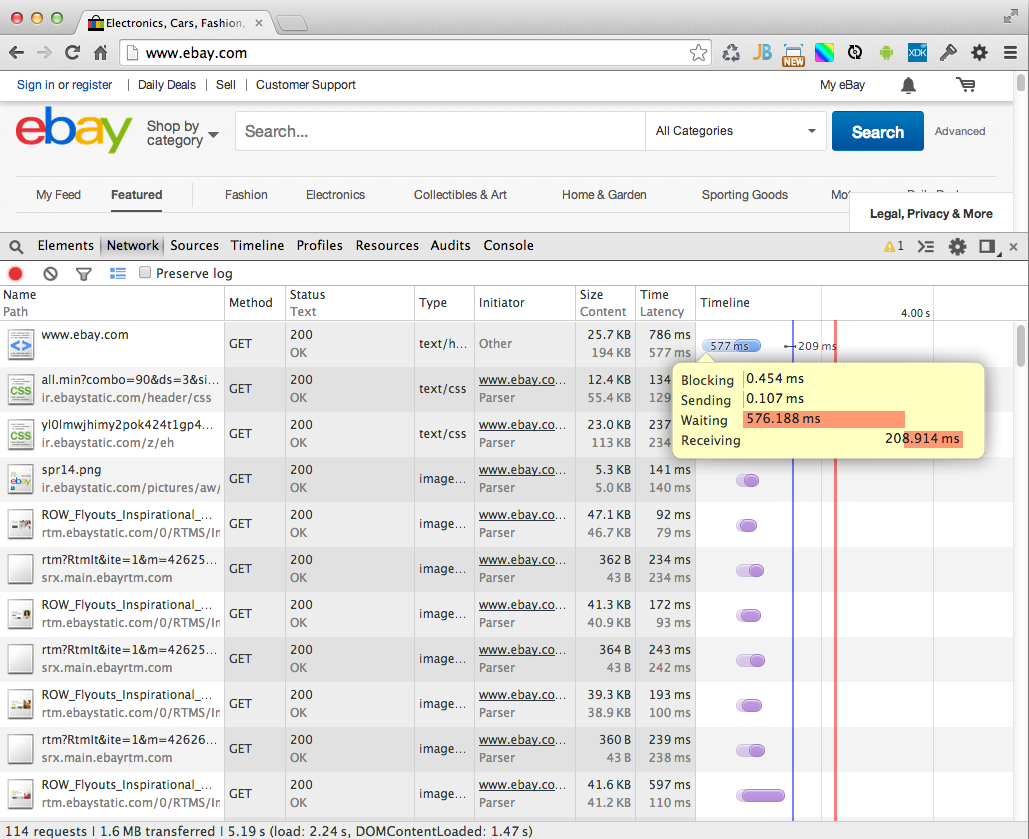 Electronics, Cars, Fashion,
www.ebay.com
JB NEW XDK
Sign in or register | Daily Deals | Sell | Customer Support My eBay
ebay Shop by category Search... All Categories Search Advanced
My Feed Featured Fashion Electronics Collectibles & Art Home & Garden Sporting Goods
Legal, Privacy & More
Elements Network Sources Timeline Profiles Resources Audits Console 1
Preserve log
Name Method Status Type Initiator Size Time Timeline
Path Text Content Latency 4.00 s
www.ebay.com GET 200 text/h... Other 25.7 KB 786 ms 577 ms 209 ms
OK 194 KB 577 ms
all.min?combo=90&ds=3&si... GET 200 text/css www.ebay.co... 12.4 KB 134
CSS ir.ebaystatic.com/header/css OK Parser 55.4 KB 129
yl0lmwjhimy2pok424t1gp4... GET 200 text/css www.ebay.co... 23.0 KB 237
CSS ir.ebaystatic.com/z/eh OK Parser 113 KB
Blocking 0.454 ms
Sending 0.107 ms
Waiting 576.188 ms
Receiving 208.914 ms
spr14.png GET 200 image... www.ebay.co... 5.3 KB 141 ms
ebay ir.ebaystatic.com/pictures/aw/ OK Parser 5.0 KB 140 ms
ROW_Flyouts_Inspirational_... GET 200 image... www.ebay.co... 47.1 KB 92 ms
rtm.ebaystatic.com/0/RTMS/Ir OK Parser 46.7 KB 79 ms
rtm?RtmIt&ite=1&m=42625... GET 200 image... www.ebay.co... 362 B 234 ms
srx.main.ebayrtm.com OK Parser 43 B 234 ms
ROW_Flyouts_Inspirational_... GET 200 image... www.ebay.co... 41.3 KB 172 ms
rtm.ebaystatic.com/0/RTMS/Ir OK Parser 40.9 KB 93 ms
rtm?RtmIt&ite=1&m=42625... GET 200 image... www.ebay.co... 364 B 243 ms
srx.main.ebayrtm.com OK Parser 43 B 242 ms
ROW_Flyouts_Inspirational_... GET 200 image... www.ebay.co... 39.3 KB 193 ms
rtm.ebaystatic.com/0/RTMS/Ir OK Parser 38.9 KB 100 ms
rtm?RtmIt&ite=1&m=42626... GET 200 image... www.ebay.co... 360 B 239 ms
srx.main.ebayrtm.com OK Parser 43 B 238 ms
ROW_Flyouts_Inspirational_... GET 200 image... www.ebay.co... 41.6 KB 597 ms
rtm.ebaystatic.com/0/RTMS/Ir OK Parser 41.2 KB 110 ms
114 requests | 1.6 MB transferred | 5.19 s (load: 2.24 s, DOMContentLoaded: 1.47 s)